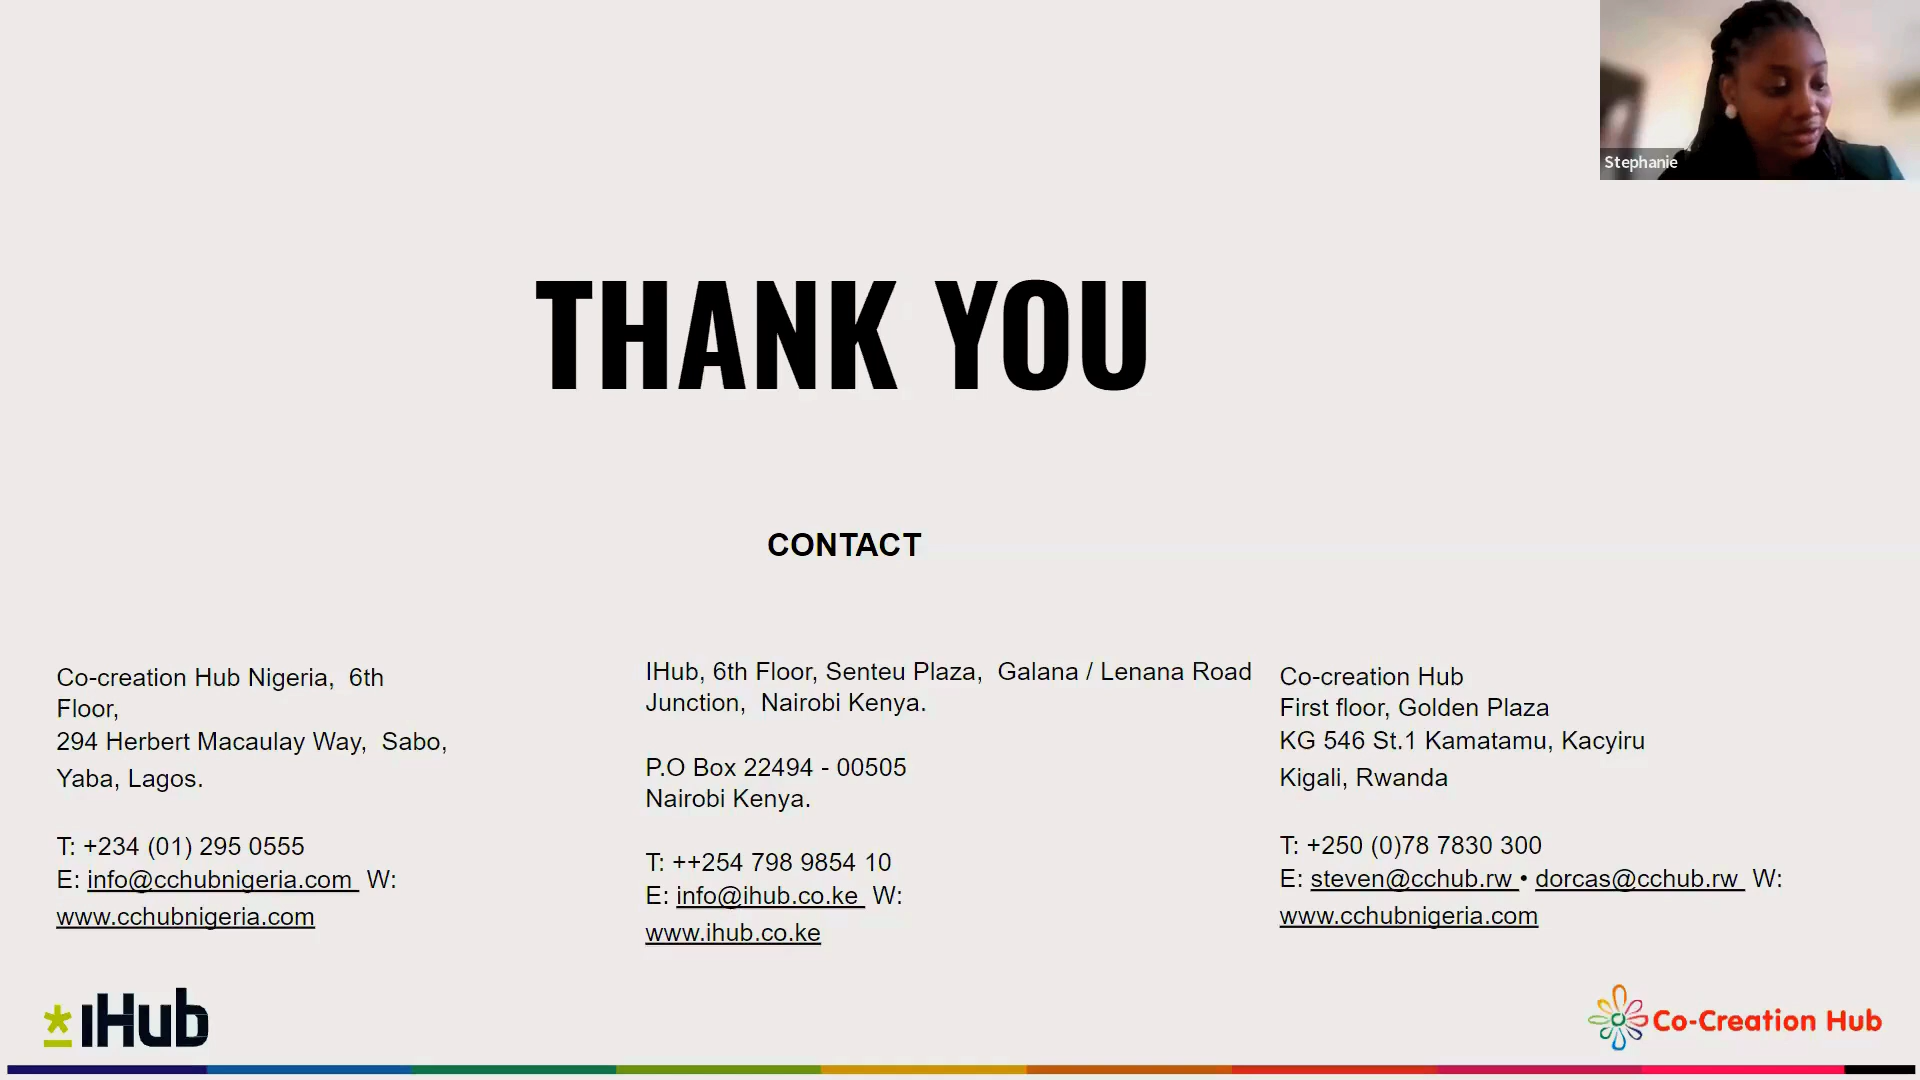 Stephanie
THANK YOU
CONTACT
Co-creation Hub Nigeria,  6th
Floor,
294 Herbert Macaulay Way,  Sabo,
Yaba, Lagos.
T: +234 (01) 295 0555
E: info@cchubnigeria.com  W:
www.cchubnigeria.com
IHub, 6th Floor, Senteu Plaza,  Galana / Lenana Road
Junction,  Nairobi Kenya.
P.O Box 22494 - 00505
Nairobi Kenya.
T: ++254 798 9854 10
E: info@ihub.co.ke  W:
www.ihub.co.ke
Co-creation Hub
First floor, Golden Plaza
KG 546 St.1 Kamatamu, Kacyiru
Kigali, Rwanda
T: +250 (0)78 7830 300
E: steven@cchub.rw • dorcas@cchub.rw  W:
www.cchubnigeria.com
iHub
Co-Creation Hub